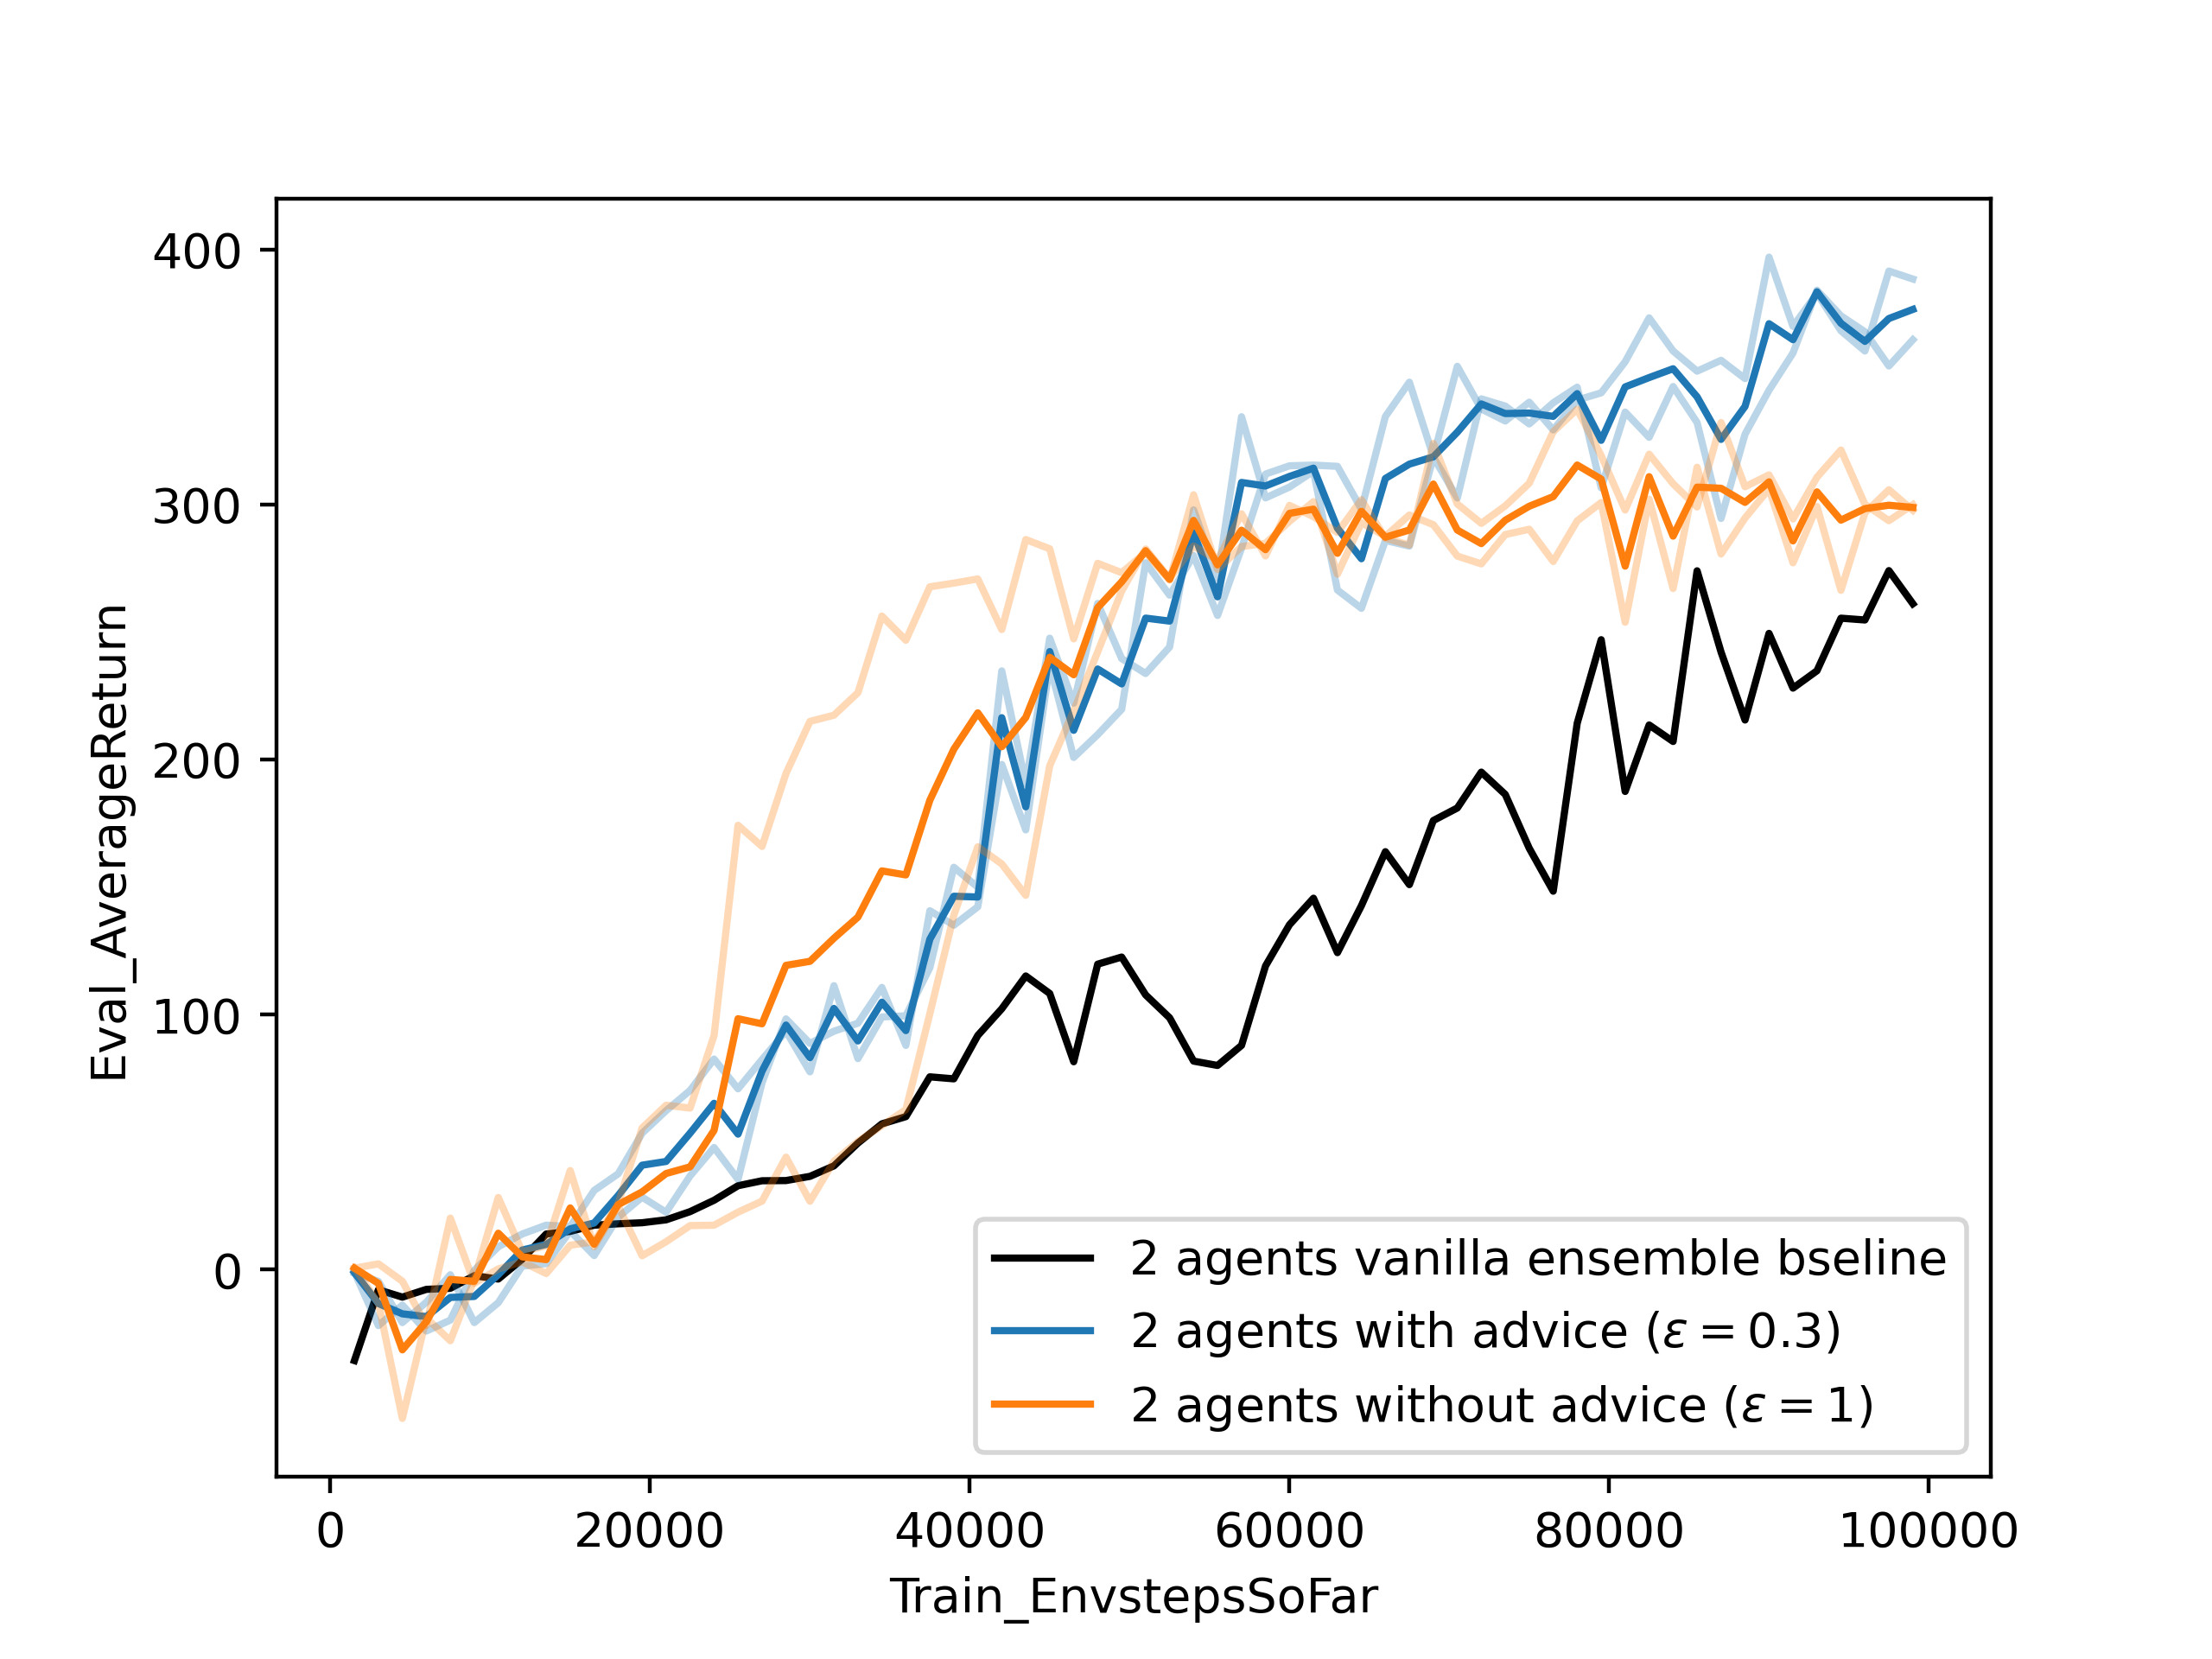 400
300
200
100
0
Eval_AverageReturn
2 agents vanilla ensemble bseline
2 agents with advice (ε = 0.3)
2 agents without advice (ε = 1)
0 20000 40000 60000 80000 100000
Train_EnvstepsSoFar